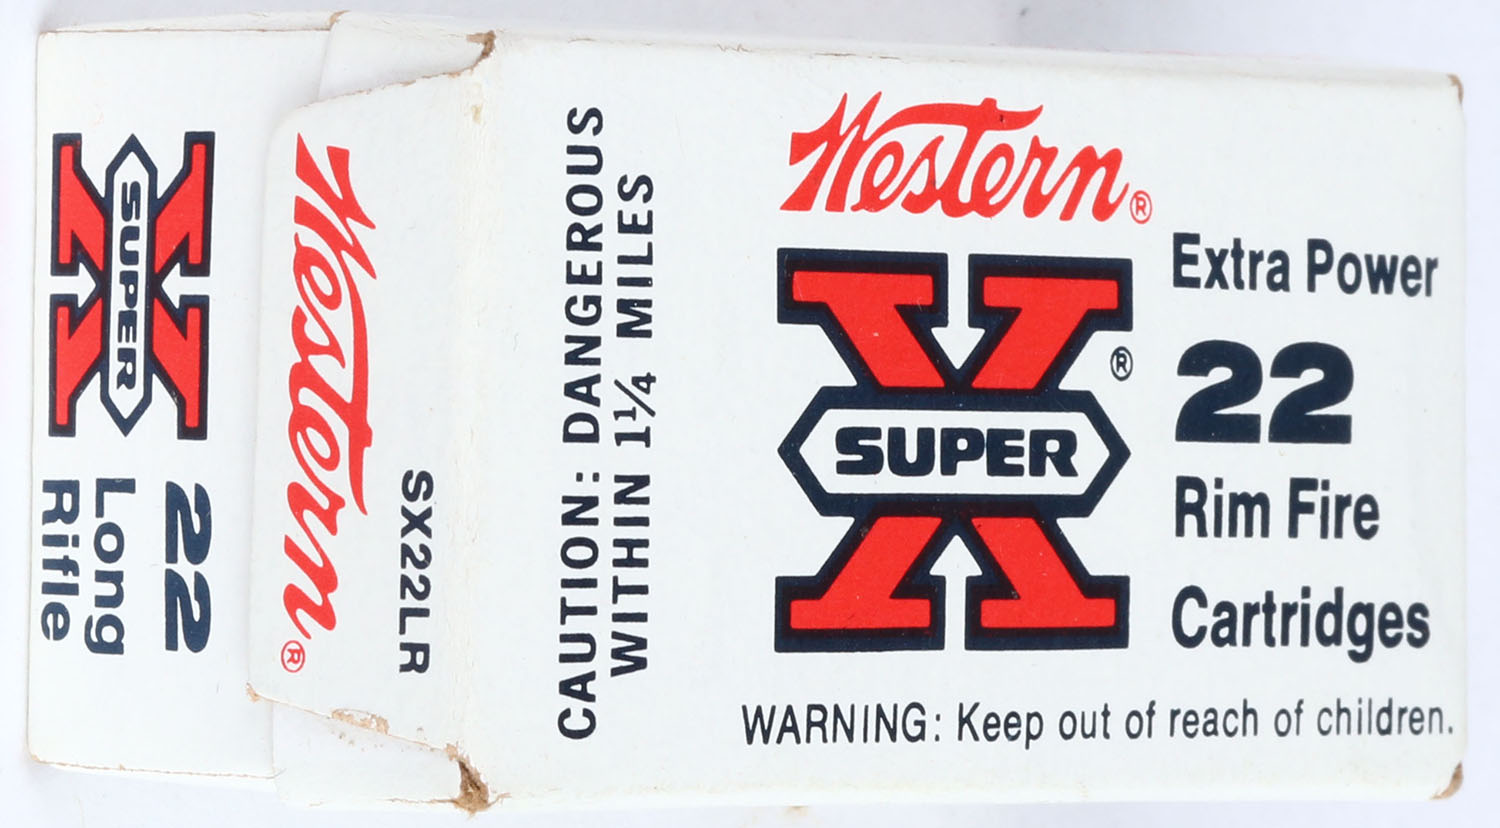 SUPER X
22
Long
Rifle
Western®
SX22LR
CAUTION: DANGEROUS
WITHIN 1¼ MILES
Western®
SUPER X®
Extra Power
22
Rim Fire
Cartridges
WARNING: Keep out of reach of children.